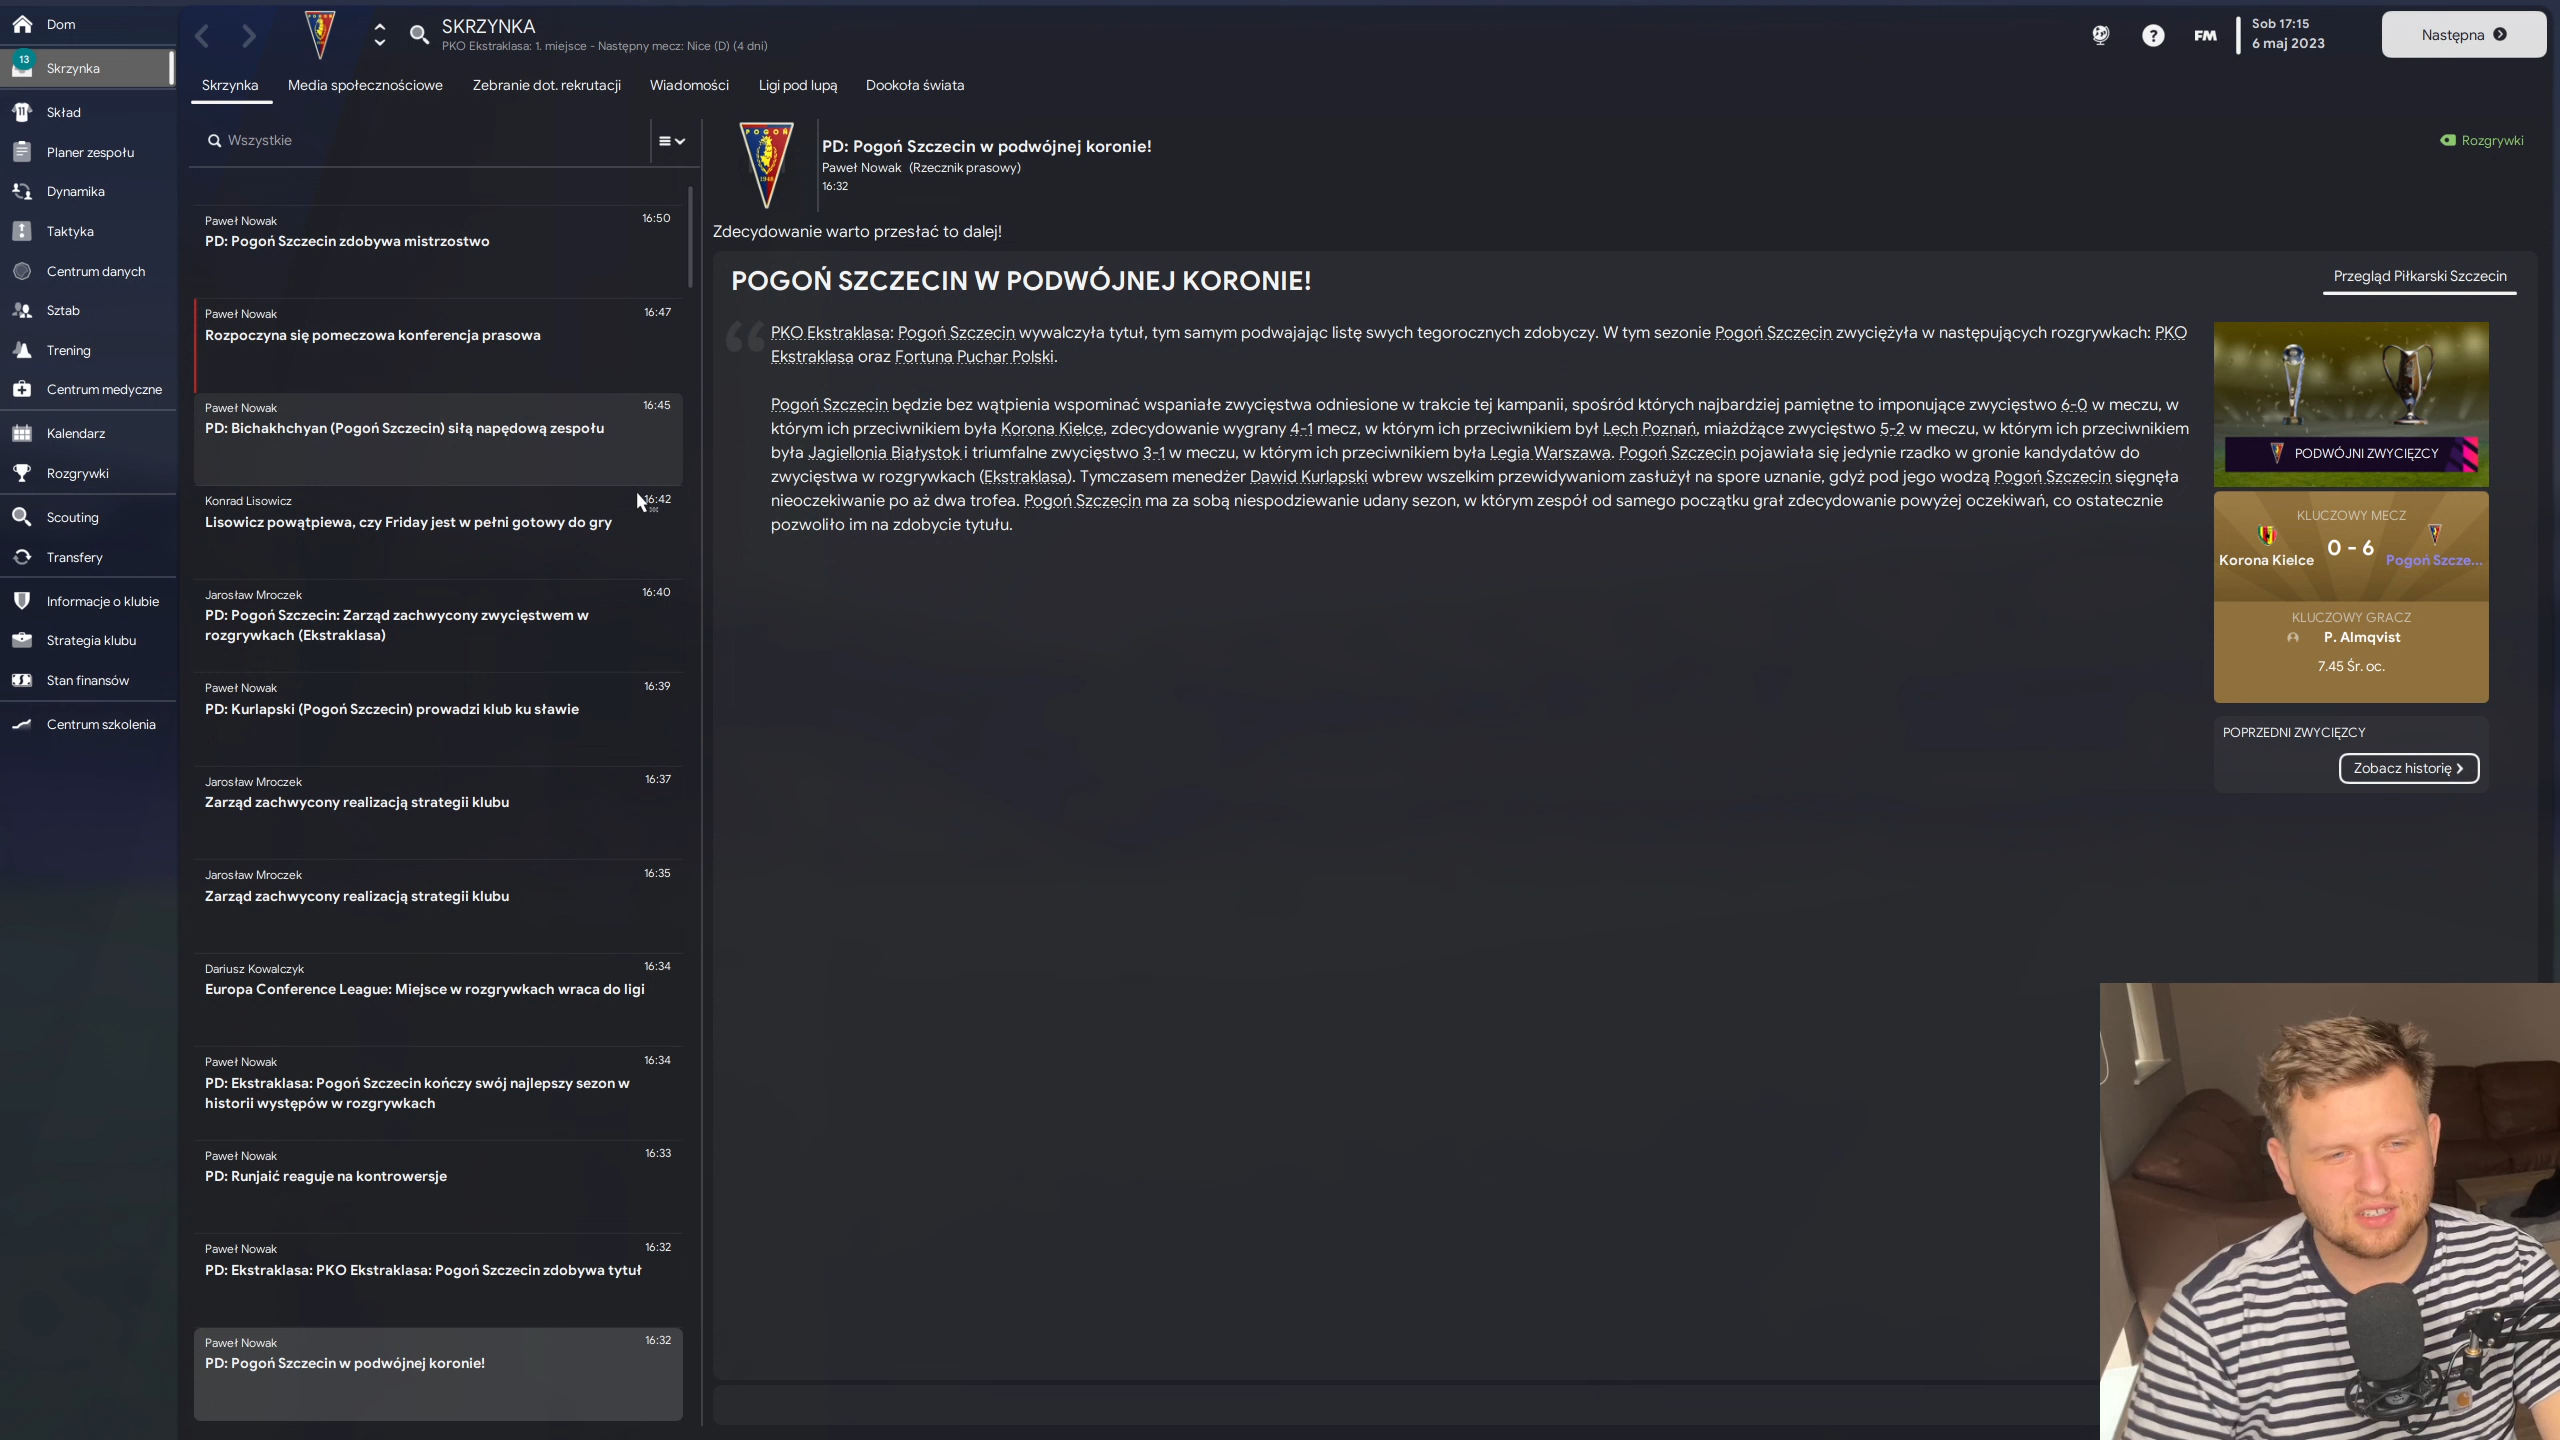 Dom
13
Skrzynka
Skład
Planer zespołu
Dynamika
Taktyka
Centrum danych
Sztab
Trening
Centrum medyczne
Kalendarz
Rozgrywki
Scouting
Transfery
Informacje o klubie
Strategia klubu
Stan finansów
Centrum szkolenia
SKRZYNKA
PKO Ekstraklasa: 1. miejsce - Następny mecz: Nice (D) (4 dni)
FM
Sob 17:15
6 maj 2023
Następna
Skrzynka
Media społecznościowe
Zebranie dot. rekrutacji
Wiadomości
Ligi pod lupą
Dookoła świata
Wszystkie
Paweł Nowak
16:50
PD: Pogoń Szczecin zdobywa mistrzostwo
Paweł Nowak
16:47
Rozpoczyna się pomeczowa konferencja prasowa
Paweł Nowak
16:45
PD: Bichakhchyan (Pogoń Szczecin) siłą napędową zespołu
Konrad Lisowicz
16:42
Lisowicz powątpiewa, czy Friday jest w pełni gotowy do gry
Jarosław Mroczek
16:40
PD: Pogoń Szczecin: Zarząd zachwycony zwycięstwem w
rozgrywkach (Ekstraklasa)
Paweł Nowak
16:39
PD: Kurlapski (Pogoń Szczecin) prowadzi klub ku sławie
Jarosław Mroczek
16:37
Zarząd zachwycony realizacją strategii klubu
Jarosław Mroczek
16:35
Zarząd zachwycony realizacją strategii klubu
Dariusz Kowalczyk
16:34
Europa Conference League: Miejsce w rozgrywkach wraca do ligi
Paweł Nowak
16:34
PD: Ekstraklasa: Pogoń Szczecin kończy swój najlepszy sezon w
historii występów w rozgrywkach
Paweł Nowak
16:33
PD: Runjaić reaguje na kontrowersje
Paweł Nowak
16:32
PD: Ekstraklasa: PKO Ekstraklasa: Pogoń Szczecin zdobywa tytuł
Paweł Nowak
16:32
PD: Pogoń Szczecin w podwójnej koronie!
POGOŃ
1948
PD: Pogoń Szczecin w podwójnej koronie!
Paweł Nowak (Rzecznik prasowy)
16:32
Rozgrywki
Zdecydowanie warto przesłać to dalej!
POGOŃ SZCZECIN W PODWÓJNEJ KORONIE!
Przegląd Piłkarski Szczecin
PKO Ekstraklasa: Pogoń Szczecin wywalczyła tytuł, tym samym podwajając listę swych tegorocznych zdobyczy. W tym sezonie Pogoń Szczecin zwyciężyła w następujących rozgrywkach: PKO
Ekstraklasa oraz Fortuna Puchar Polski.
Pogoń Szczecin będzie bez wątpienia wspominać wspaniałe zwycięstwa odniesione w trakcie tej kampanii, spośród których najbardziej pamiętne to imponujące zwycięstwo 6-0 w meczu, w
którym ich przeciwnikiem była Korona Kielce, zdecydowanie wygrany 4-1 mecz, w którym ich przeciwnikiem był Lech Poznań, miażdżące zwycięstwo 5-2 w meczu, w którym ich przeciwnikiem
była Jagiellonia Białystok i triumfalne zwycięstwo 3-1 w meczu, w którym ich przeciwnikiem była Legia Warszawa. Pogoń Szczecin pojawiała się jedynie rzadko w gronie kandydatów do
zwycięstwa w rozgrywkach (Ekstraklasa). Tymczasem menedżer Dawid Kurlapski wbrew wszelkim przewidywaniom zasłużył na spore uznanie, gdyż pod jego wodzą Pogoń Szczecin sięgnęła
nieoczekiwanie po aż dwa trofea. Pogoń Szczecin ma za sobą niespodziewanie udany sezon, w którym zespół od samego początku grał zdecydowanie powyżej oczekiwań, co ostatecznie
pozwoliło im na zdobycie tytułu.
PODWÓJNI ZWYCIĘZCY
KLUCZOWY MECZ
Korona Kielce
0 - 6
Pogoń Szcze...
KLUCZOWY GRACZ
P. Almqvist
7.45 Śr. oc.
POPRZEDNI ZWYCIĘZCY
Zobacz historię